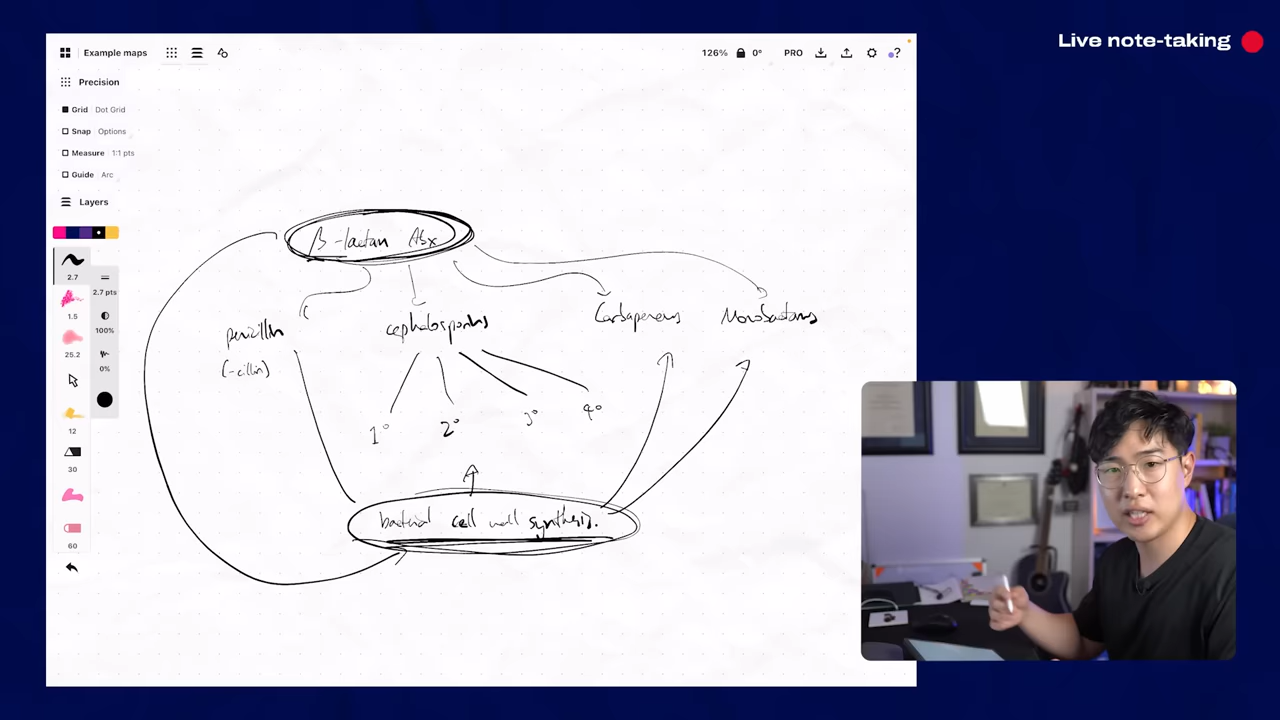 Live note-taking
Example maps
126%
0°
PRO
?
Precision
Grid Dot Grid
Snap Options
Measure 1:1 pts
Guide Arc
Layers
2.7
2.7 pts
1.5
100%
25.2
0%
12
30
60
β-lactam Abx
penicillin
(-cillin)
cephalosporins
Carbapenems
Monobactams
1°
2°
3°
4°
bacterial cell wall synthesis.